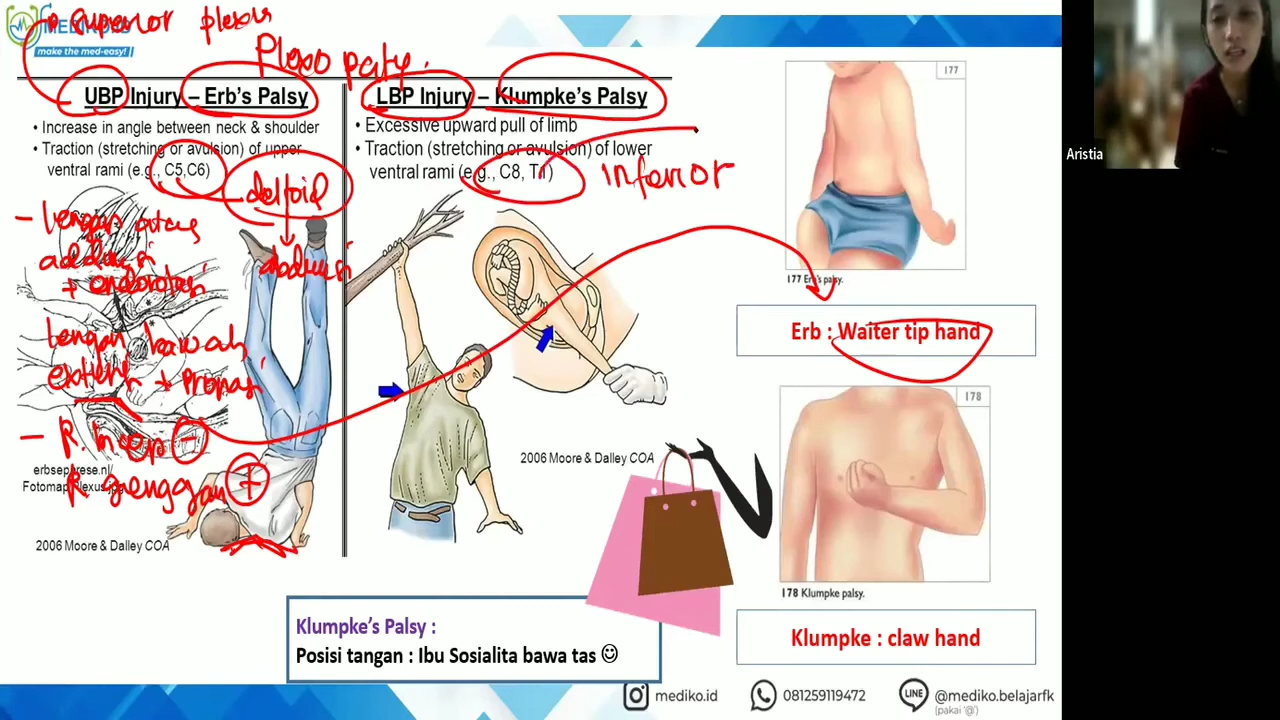 superior plexus
MEDIKO.ID
make the med-easy!
Plexo palsy.
UBP Injury – Erb's Palsy
• Increase in angle between neck & shoulder
• Traction (stretching or avulsion) of upper
ventral rami (e.g., C5,C6)
deltoid
abduksi
- lengan atas
adduksi
+ endorotasi
lengan bawah
extensi + pronasi
- R. bicep -
R. genggam +
erbseparese.nl/
2006 Moore & Dalley COA
LBP Injury – Klumpke's Palsy
• Excessive upward pull of limb
• Traction (stretching or avulsion) of lower
ventral rami (e.g., C8, T1)
Inferior
2006 Moore & Dalley COA
Klumpke's Palsy :
Posisi tangan : Ibu Sosialita bawa tas ☺
177
177 Erb's palsy.
Erb : Waiter tip hand
178
178 Klumpke palsy.
Klumpke : claw hand
mediko.id
081259119472
LINE
@mediko.belajarfk
(pakai '@')
Aristia